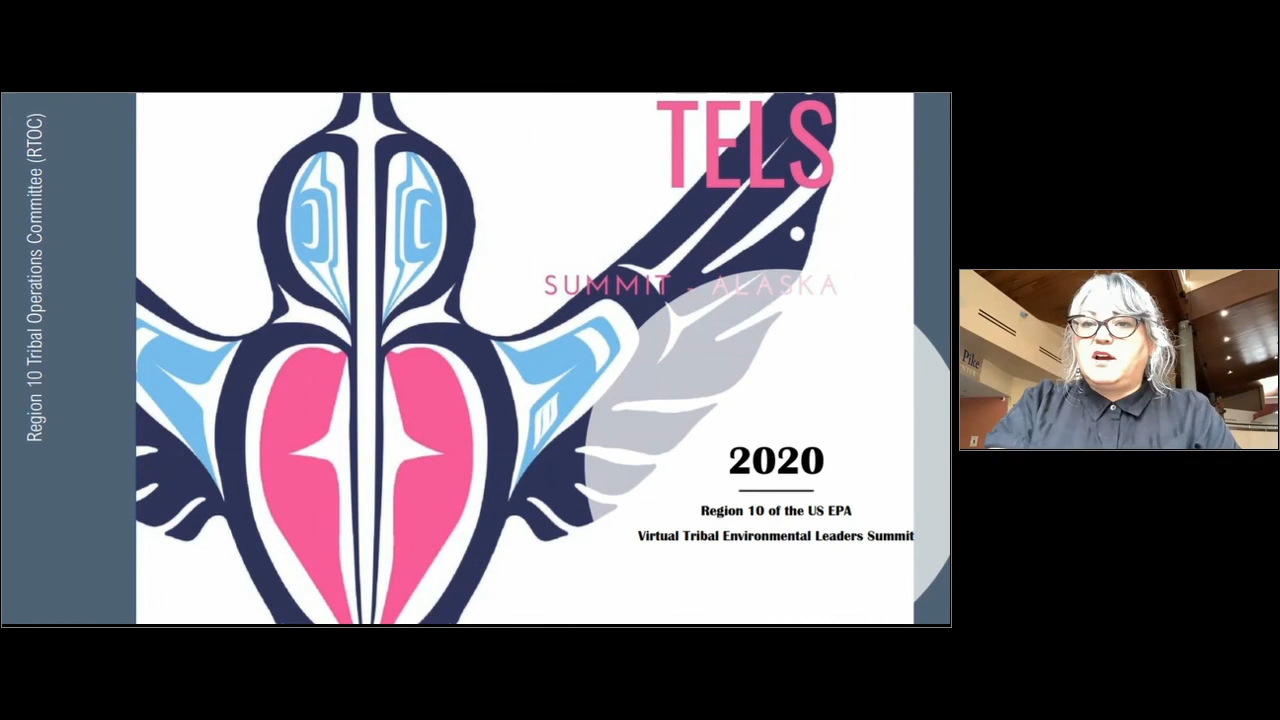 Region 10 Tribal Operations Committee (RTOC)
TELS
SUMMIT - ALASKA
2020
Region 10 of the US EPA
Virtual Tribal Environmental Leaders Summit
Pike